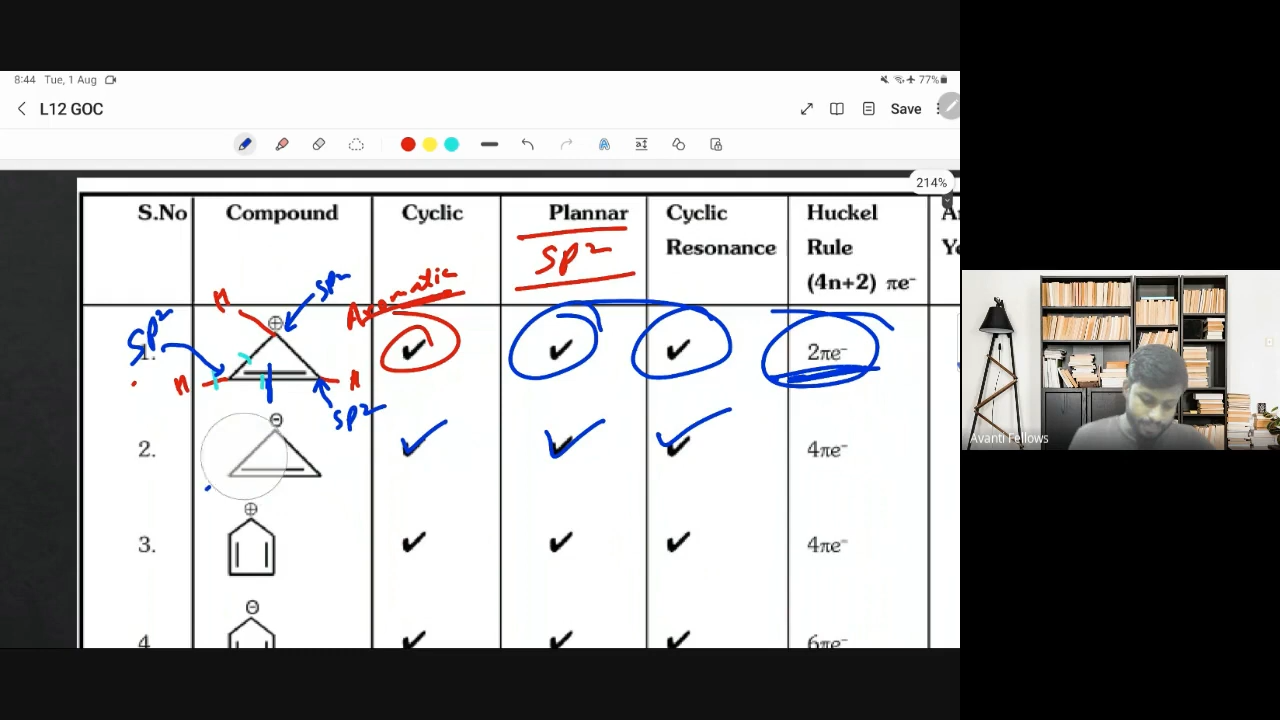 8:44 Tue, 1 Aug 77%
L12 GOC
Save
214%
S.No Compound Cyclic Plannar Cyclic Resonance Huckel Rule (4n+2) πe⁻
SP²
SP²
Aromatic
H
SP²
1. ⊕ ✔ ✔ ✔ 2πe⁻
H H
SP²
2. ⊖ ✔ ✔ ✔ 4πe⁻
3. ⊕ ✔ ✔ ✔ 4πe⁻
4 ⊖ ✔ ✔ ✔ 6πe⁻
Avanti Fellows